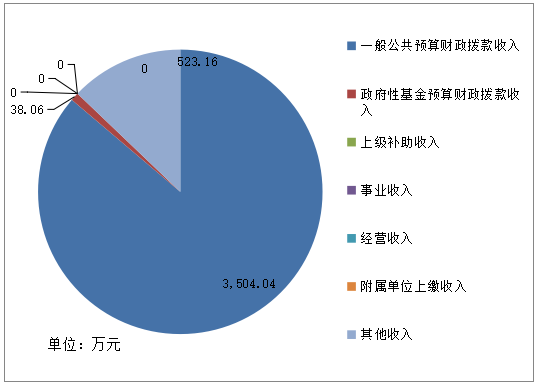 0
523.16
0
0
0
38.06
3,504.04
单位：万元
一般公共预算财政拨款收入
政府性基金预算财政拨款收
入
上级补助收入
事业收入
经营收入
附属单位上缴收入
其他收入